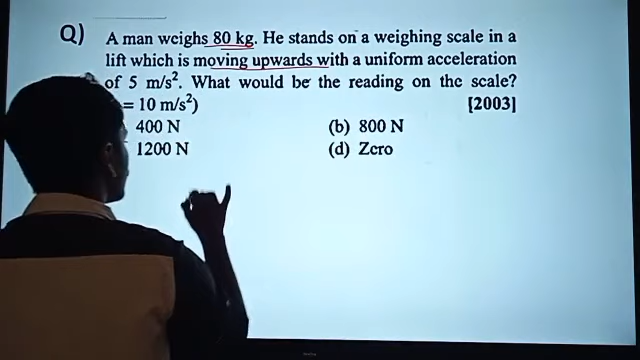 Q) A man weighs 80 kg. He stands on a weighing scale in a
lift which is moving upwards with a uniform acceleration
of 5 m/s². What would be the reading on the scale?
= 10 m/s²) [2003]
400 N (b) 800 N
1200 N (d) Zero